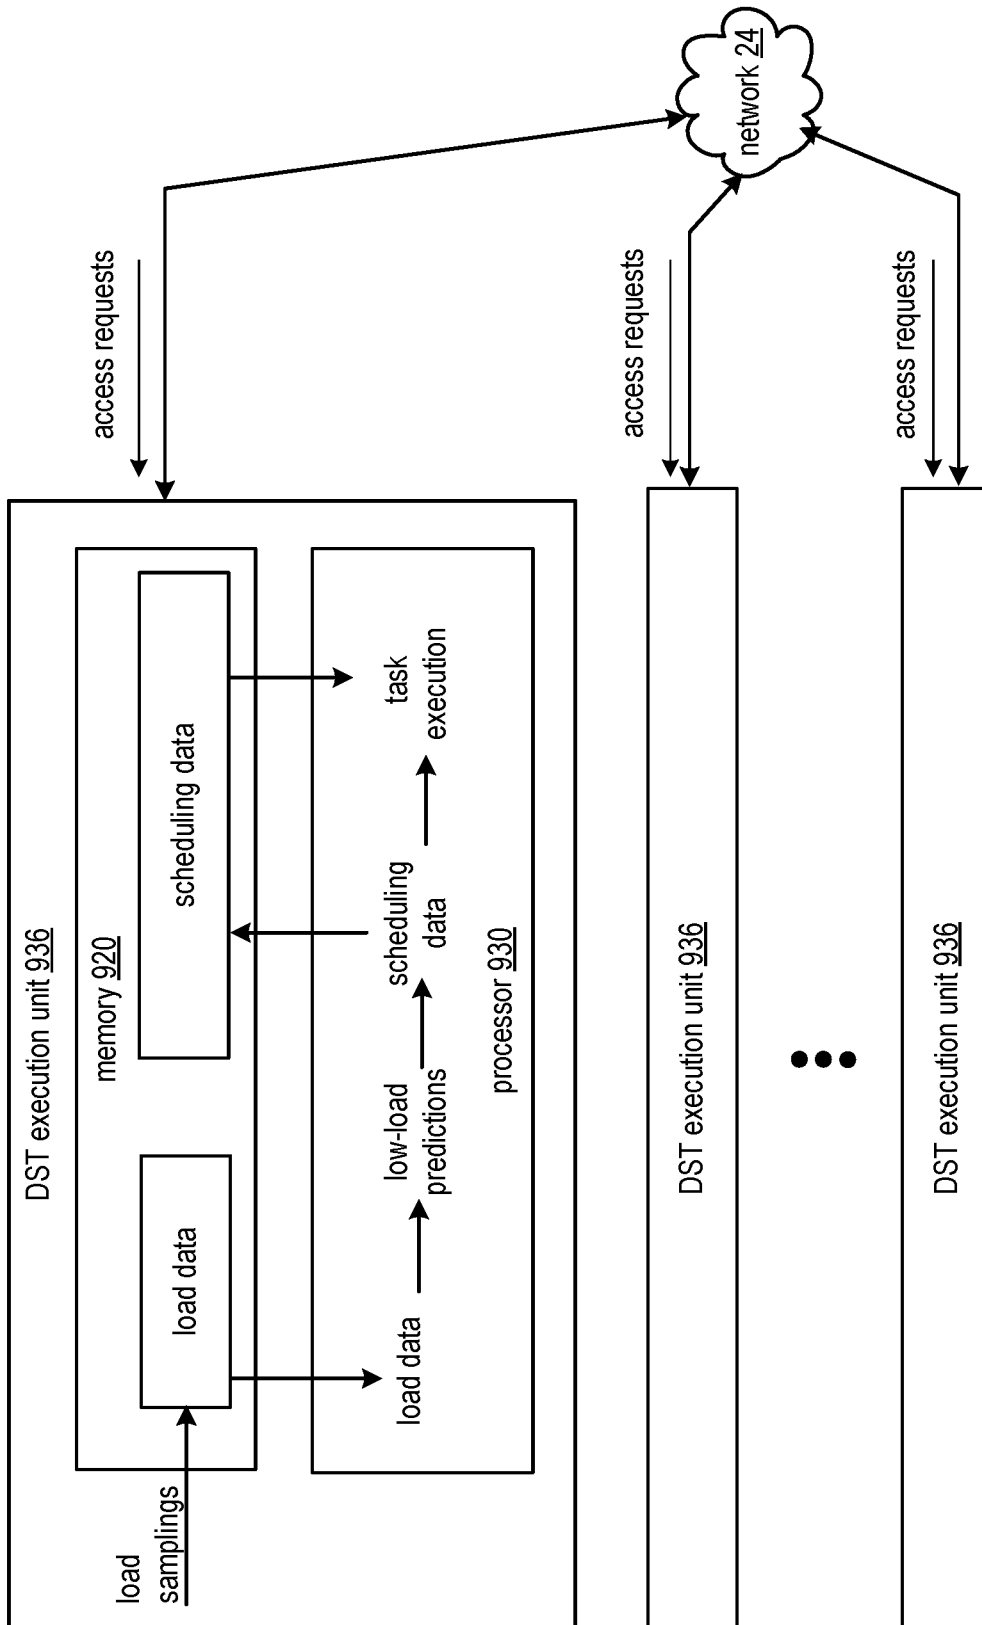 DST execution unit 936
memory 920
load
samplings
load data
scheduling data
load data
low-load
predictions
scheduling
data
task
execution
processor 930
access requests
DST execution unit 936
access requests
DST execution unit 936
access requests
network 24